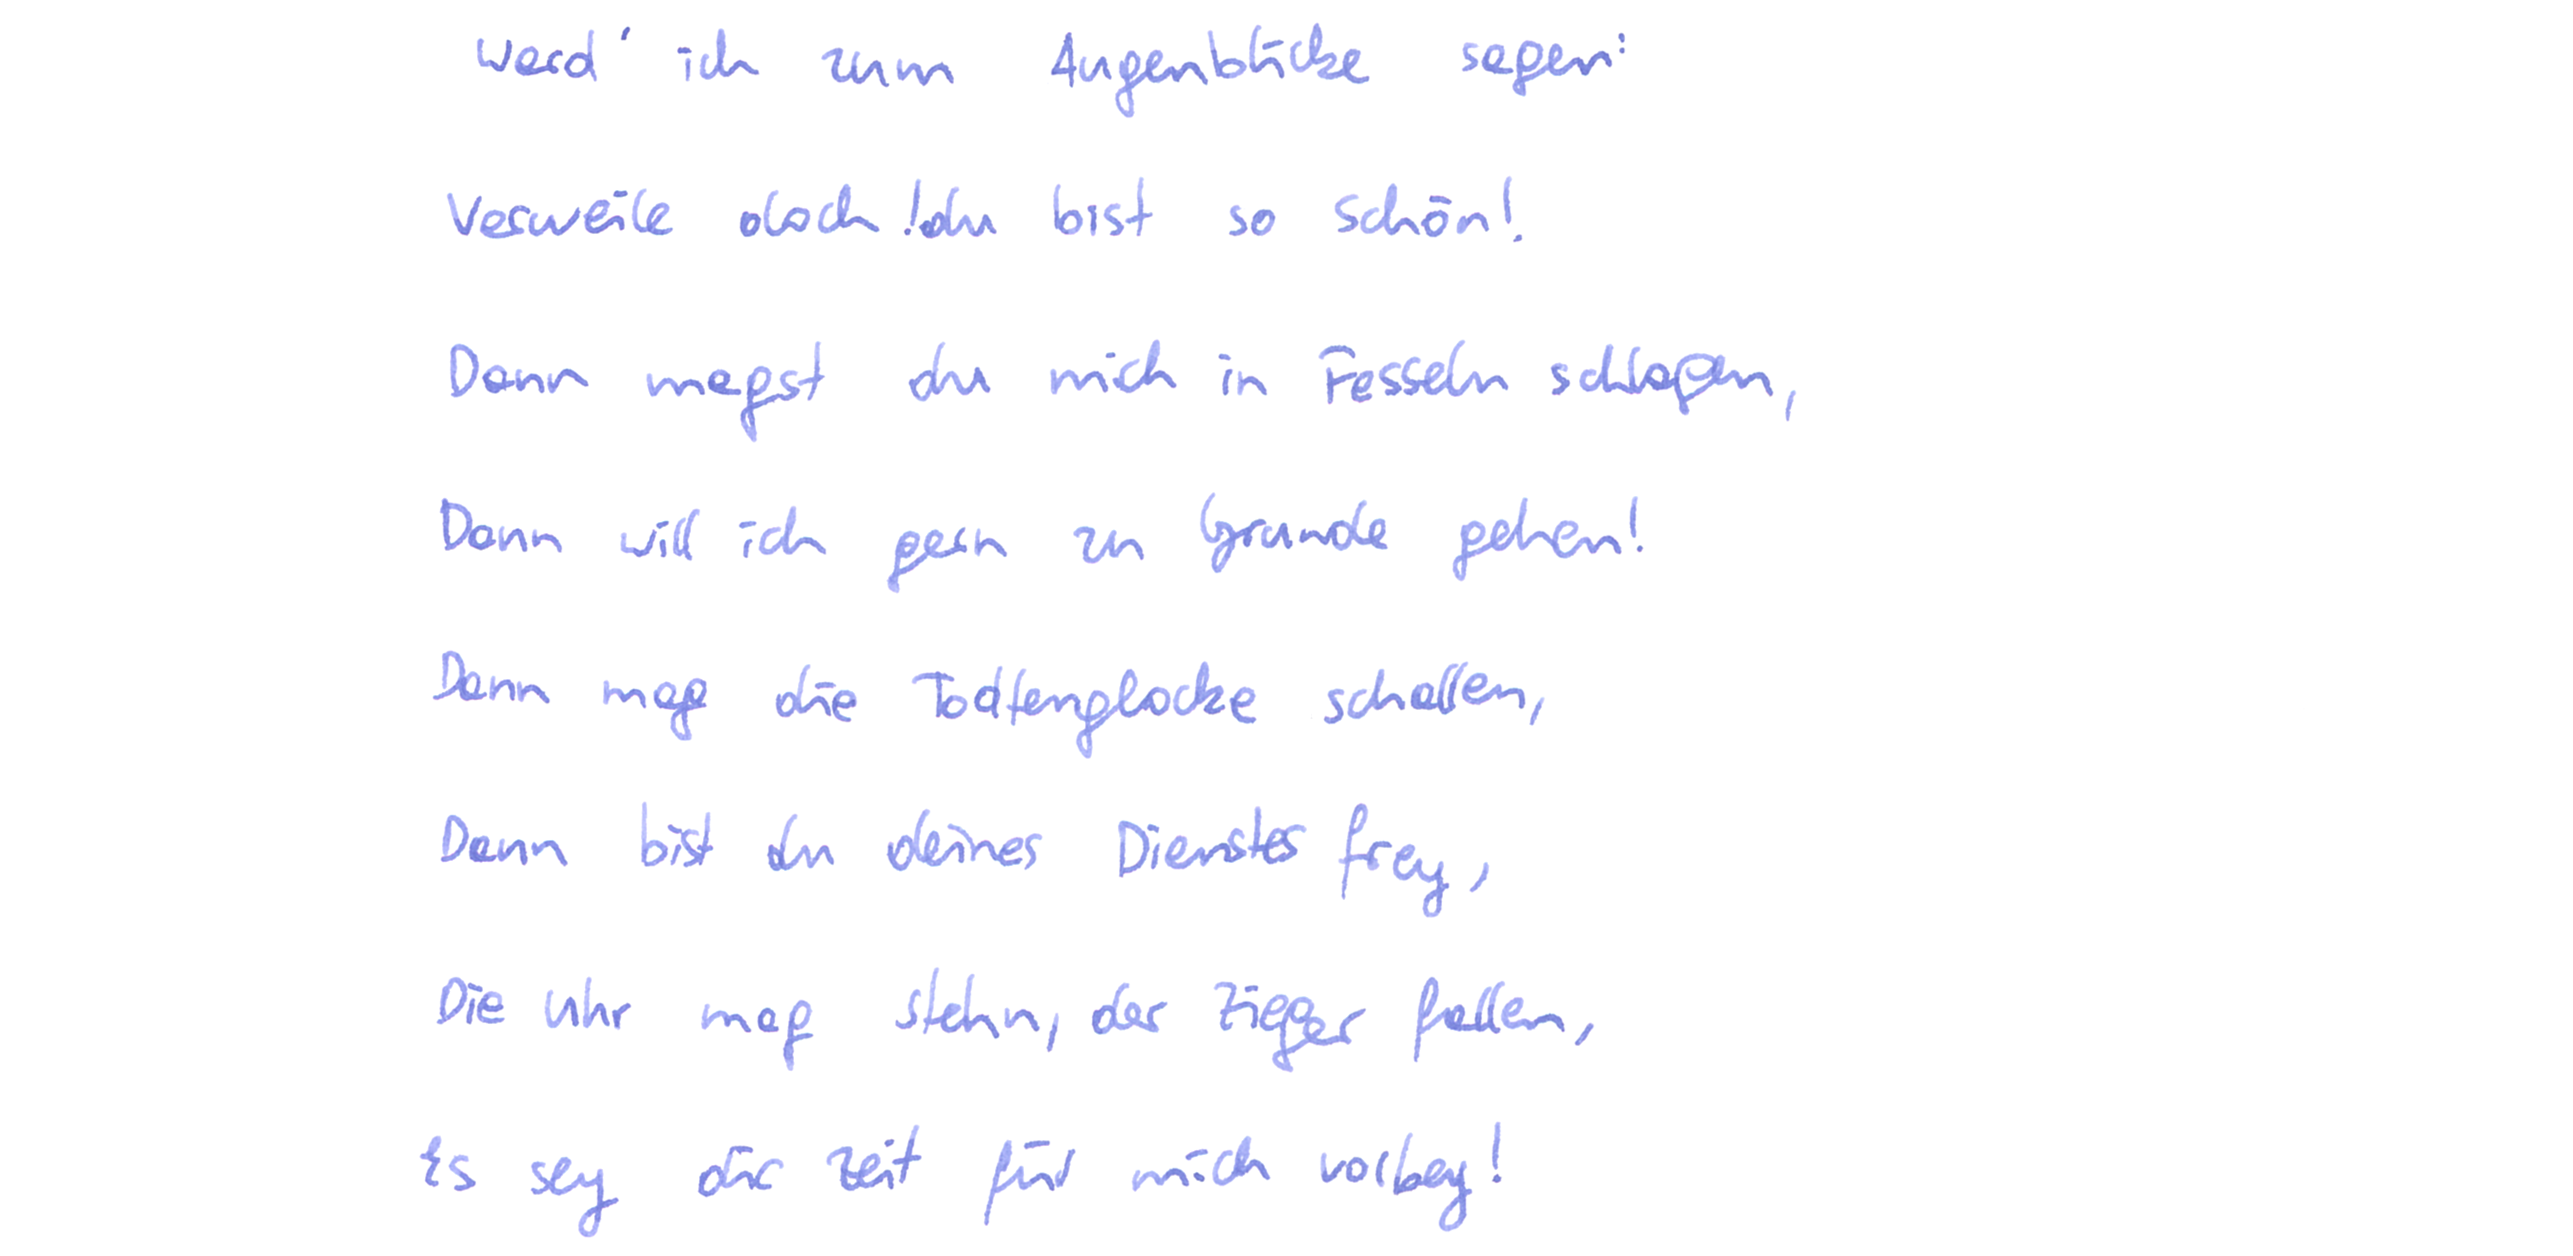 Werd' ich zum Augenblicke sagen:
Verweile doch! du bist so schön!
Dann magst du mich in Fesseln schlagen,
Dann will ich gern zu Grunde gehen!
Dann mag die Todtenglocke schallen,
Dann bist du deines Dienstes frey,
Die Uhr mag stehn, der Zieger fallen,
Es sey die Zeit für mich vorbey!